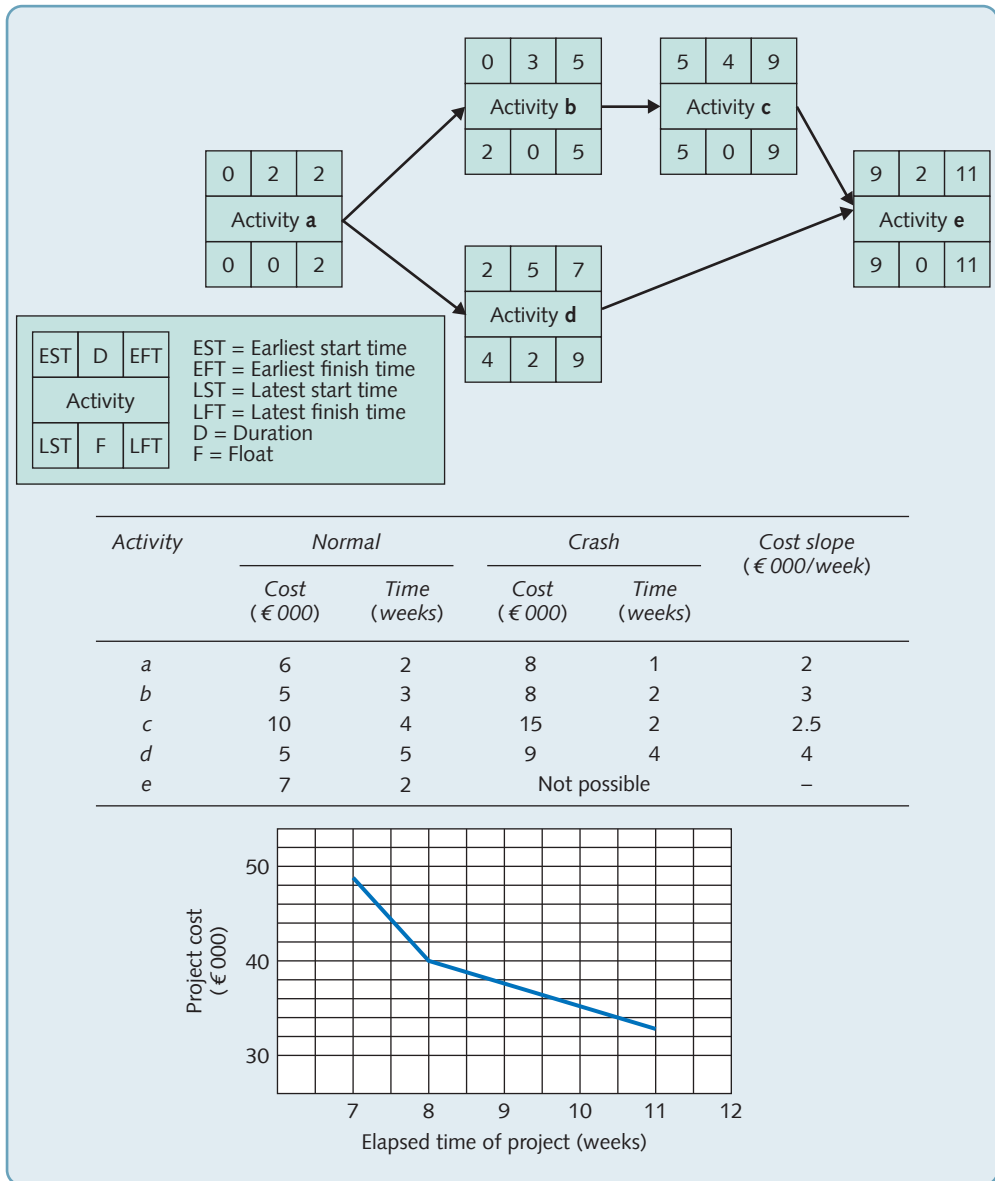 0 3 5
Activity b
2 0 5
5 4 9
Activity c
5 0 9
0 2 2
Activity a
0 0 2
9 2 11
Activity e
9 0 11
2 5 7
Activity d
4 2 9
EST D EFT
Activity
LST F LFT
EST = Earliest start time
EFT = Earliest finish time
LST = Latest start time
LFT = Latest finish time
D = Duration
F = Float
Activity Normal Crash Cost slope
(€ 000/week)
Cost Time Cost Time
(€ 000) (weeks) (€ 000) (weeks)
a 6 2 8 1 2
b 5 3 8 2 3
c 10 4 15 2 2.5
d 5 5 9 4 4
e 7 2 Not possible –
Project cost
(€ 000)
50
40
30
7 8 9 10 11 12
Elapsed time of project (weeks)